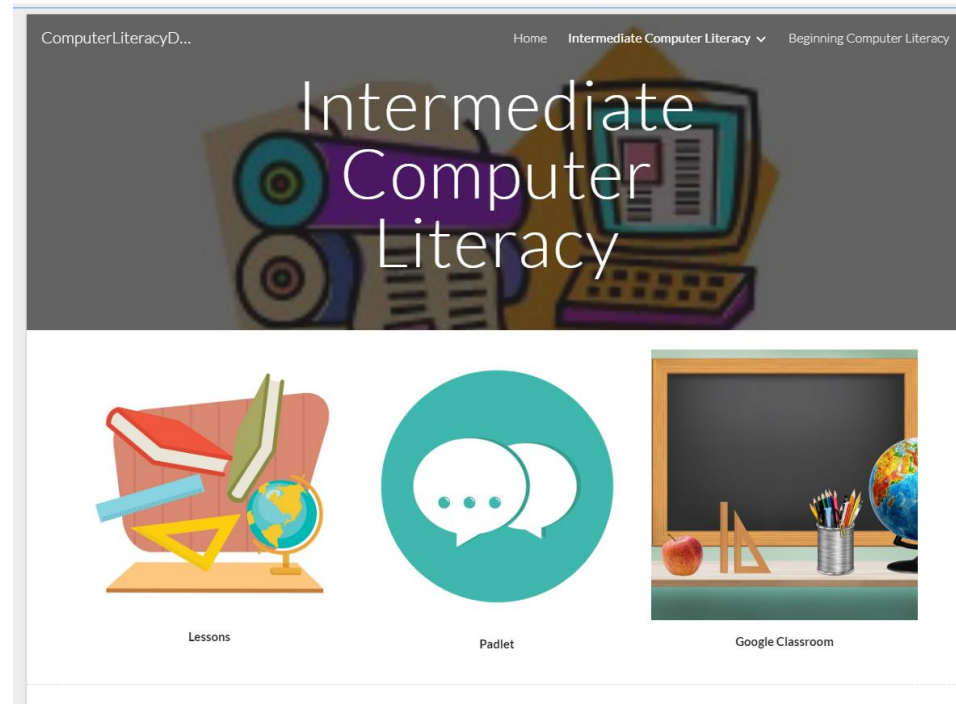 ComputerLiteracyD...
Home Intermediate Computer Literacy Beginning Computer Literacy
Intermediate
Computer
Literacy
Lessons
Padlet
Google Classroom